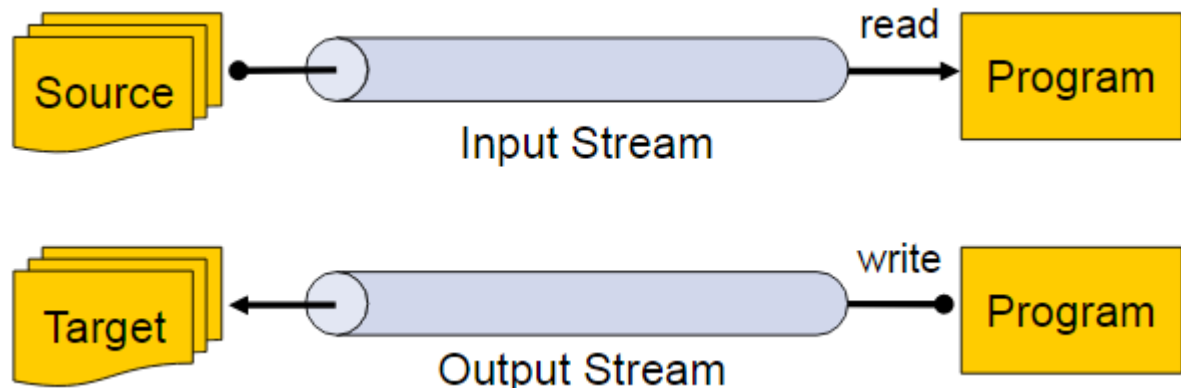 read
Source
Program
Input Stream
write
Target
Program
Output Stream